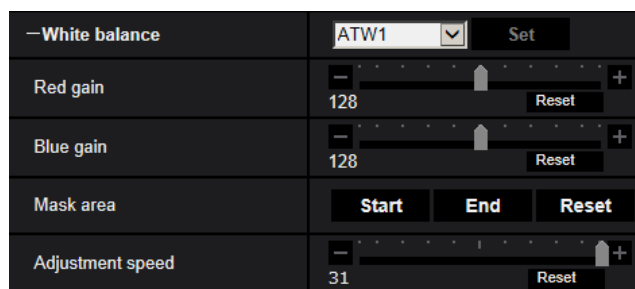 —White balance ATW1 Set
Red gain − +
128 Reset
Blue gain − +
128 Reset
Mask area Start End Reset
Adjustment speed − +
31 Reset